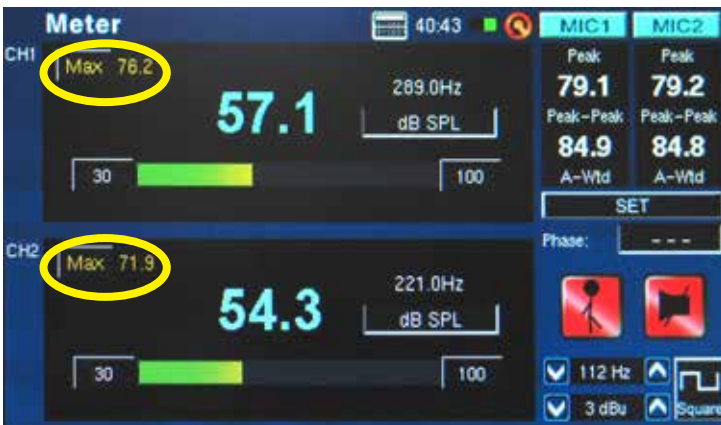 Meter
40:43
MIC1 MIC2
CH1
Max 76.2
57.1
289.0Hz
dB SPL
30
100
Peak Peak
79.1 79.2
Peak-Peak Peak-Peak
84.9 84.8
A-Wtd A-Wtd
SET
Phase: ---
CH2
Max 71.9
54.3
221.0Hz
dB SPL
30
100
112 Hz
3 dBu
Square